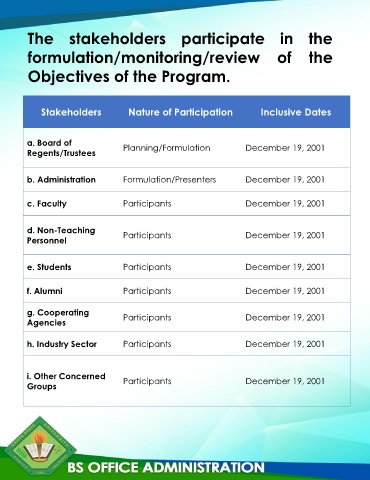 The stakeholders participate in the
formulation/monitoring/review of the
Objectives of the Program.
Stakeholders Nature of Participation Inclusive Dates
a. Board of
Regents/Trustees Planning/Formulation December 19, 2001
b. Administration Formulation/Presenters December 19, 2001
c. Faculty Participants December 19, 2001
d. Non-Teaching
Personnel Participants December 19, 2001
e. Students Participants December 19, 2001
f. Alumni Participants December 19, 2001
g. Cooperating
Agencies Participants December 19, 2001
h. Industry Sector Participants December 19, 2001
i. Other Concerned
Groups Participants December 19, 2001
BS OFFICE ADMINISTRATION